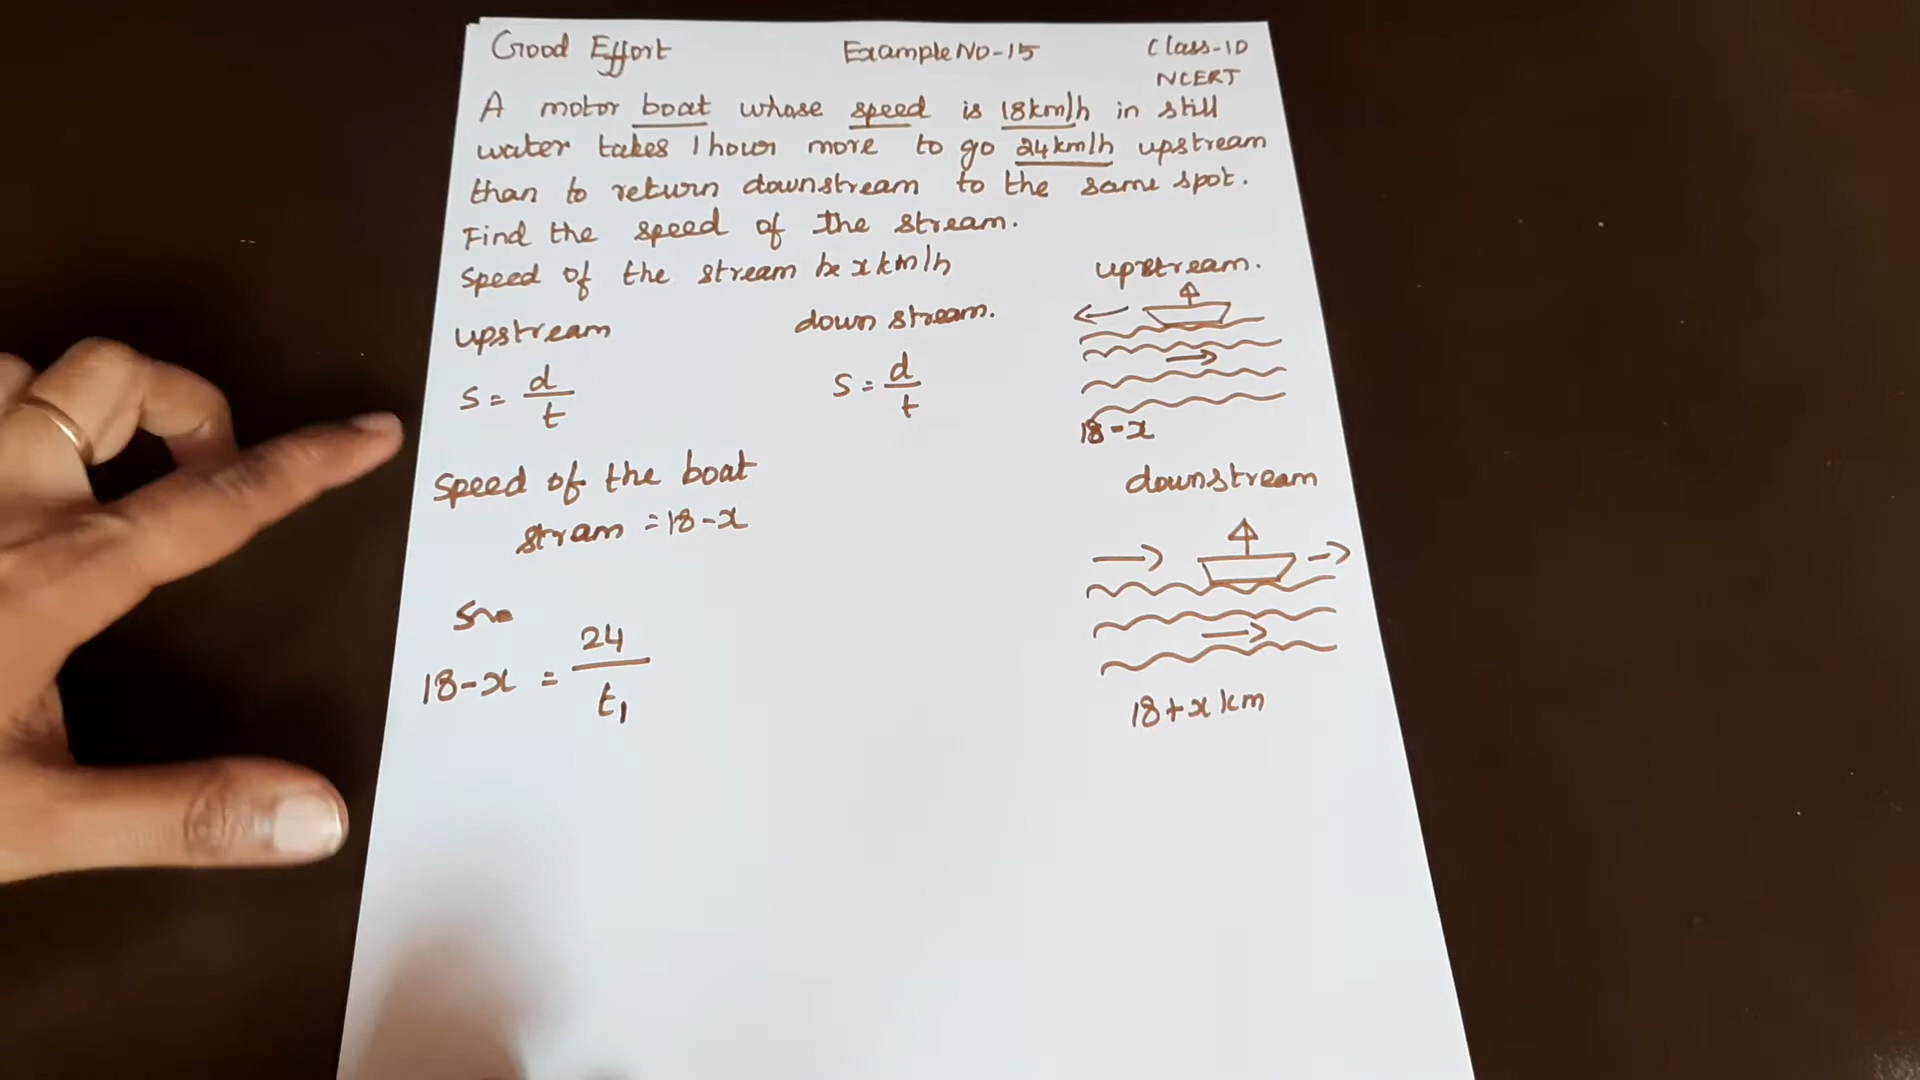 Good Effort Example No-15 Class-10
NCERT
A motor boat whose speed is 18km/h in still
water takes 1 hour more to go 24km/h upstream
than to return downstream to the same spot.
Find the speed of the stream.
Speed of the stream be x km/h
upstream
S = d/t
down stream.
S = d/t
Speed of the boat
stram = 18-x
18-x = 24/t₁
upstream.
18-x
downstream
18+x km